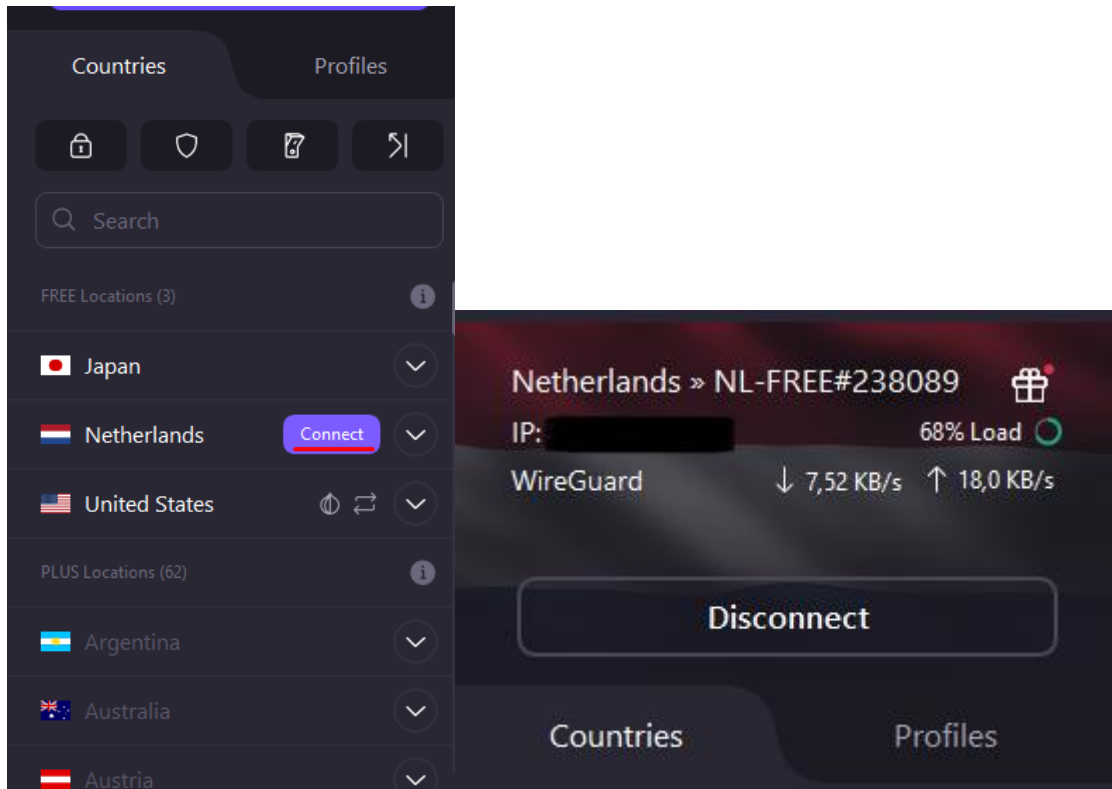 Countries Profiles
Search
FREE Locations (3)
Japan
Netherlands Connect
United States
PLUS Locations (62)
Argentina
Australia
Austria
Netherlands » NL-FREE#238089
IP:
68% Load
WireGuard ↓ 7,52 KB/s ↑ 18,0 KB/s
Disconnect
Countries Profiles